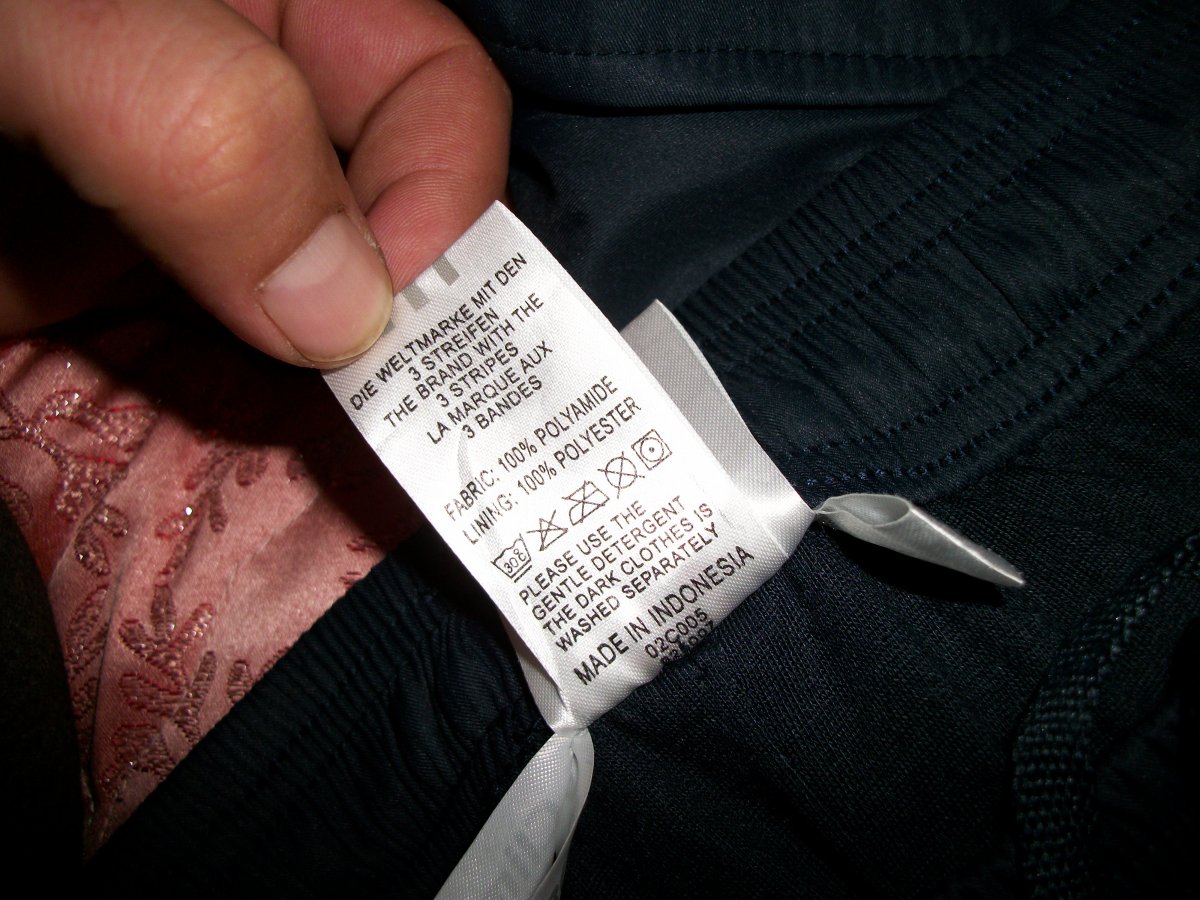 DIE WELTMARKE MIT DEN
3 STREIFEN
THE BRAND WITH THE
3 STRIPES
LA MARQUE AUX
3 BANDES
FABRIC: 100% POLYAMIDE
LINING: 100% POLYESTER
30°
PLEASE USE THE
GENTLE DETERGENT
THE DARK CLOTHES IS
WASHED SEPARATELY
MADE IN INDONESIA
02C005